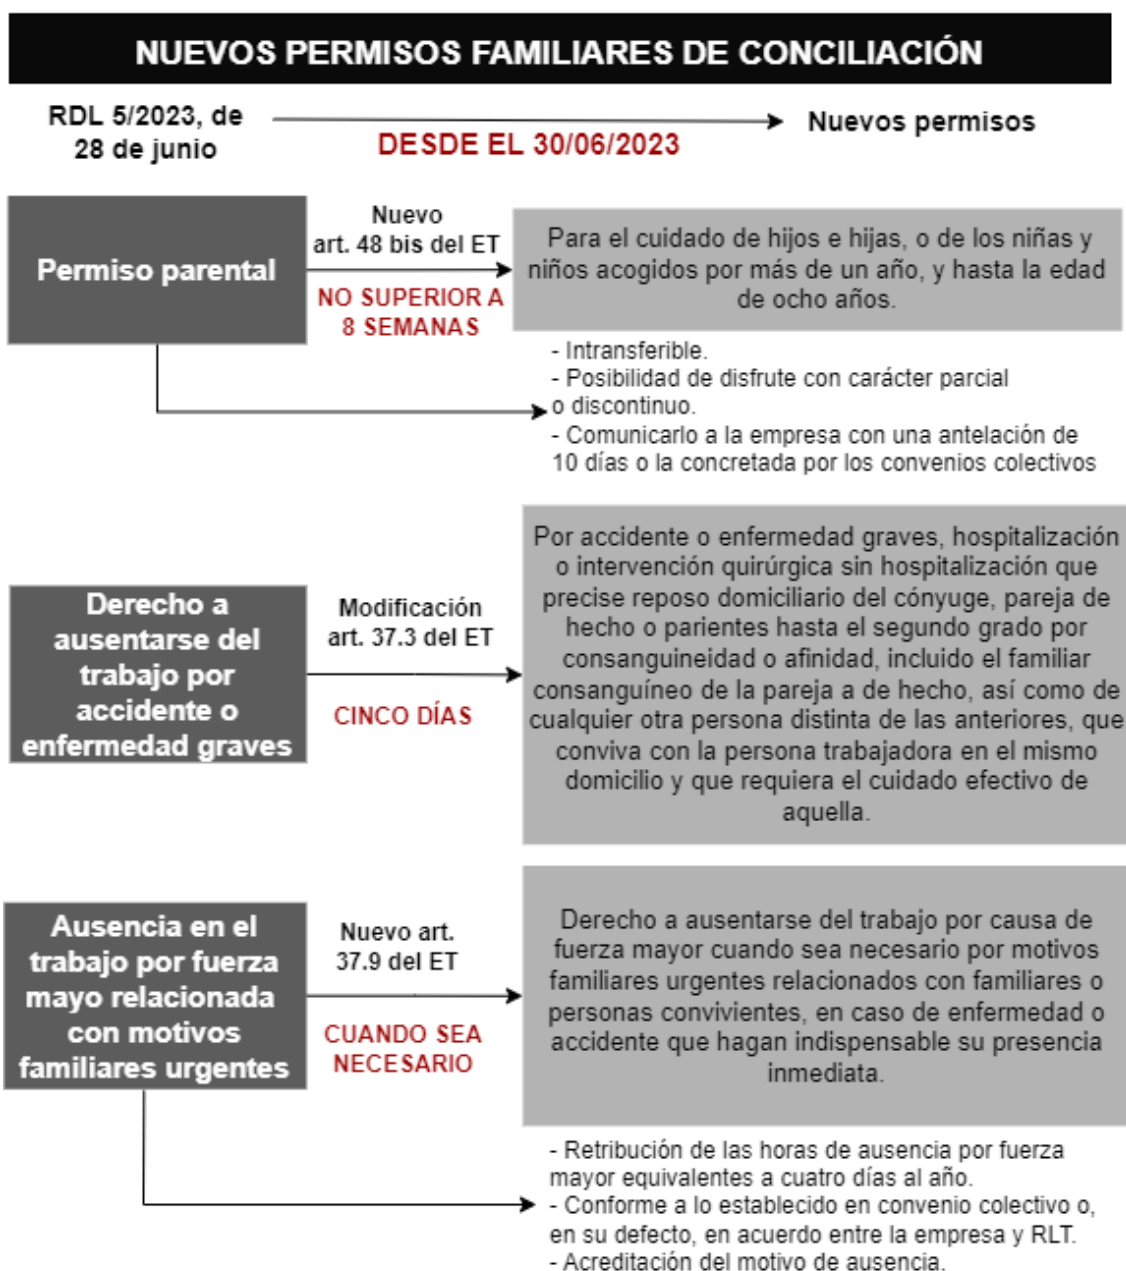 NUEVOS PERMISOS FAMILIARES DE CONCILIACIÓN
RDL 5/2023, de
28 de junio
DESDE EL 30/06/2023
Nuevos permisos
Permiso parental
Nuevo
art. 48 bis del ET
NO SUPERIOR A
8 SEMANAS
Para el cuidado de hijos e hijas, o de los niñas y
niños acogidos por más de un año, y hasta la edad
de ocho años.
- Intransferible.
- Posibilidad de disfrute con carácter parcial
o discontinuo.
- Comunicarlo a la empresa con una antelación de
10 días o la concretada por los convenios colectivos
Derecho a
ausentarse del
trabajo por
accidente o
enfermedad graves
Modificación
art. 37.3 del ET
CINCO DÍAS
Por accidente o enfermedad graves, hospitalización
o intervención quirúrgica sin hospitalización que
precise reposo domiciliario del cónyuge, pareja de
hecho o parientes hasta el segundo grado por
consanguineidad o afinidad, incluido el familiar
consanguíneo de la pareja a de hecho, así como de
cualquier otra persona distinta de las anteriores, que
conviva con la persona trabajadora en el mismo
domicilio y que requiera el cuidado efectivo de
aquella.
Ausencia en el
trabajo por fuerza
mayo relacionada
con motivos
familiares urgentes
Nuevo art.
37.9 del ET
CUANDO SEA
NECESARIO
Derecho a ausentarse del trabajo por causa de
fuerza mayor cuando sea necesario por motivos
familiares urgentes relacionados con familiares o
personas convivientes, en caso de enfermedad o
accidente que hagan indispensable su presencia
inmediata.
- Retribución de las horas de ausencia por fuerza
mayor equivalentes a cuatro días al año.
- Conforme a lo establecido en convenio colectivo o,
en su defecto, en acuerdo entre la empresa y RLT.
- Acreditación del motivo de ausencia.